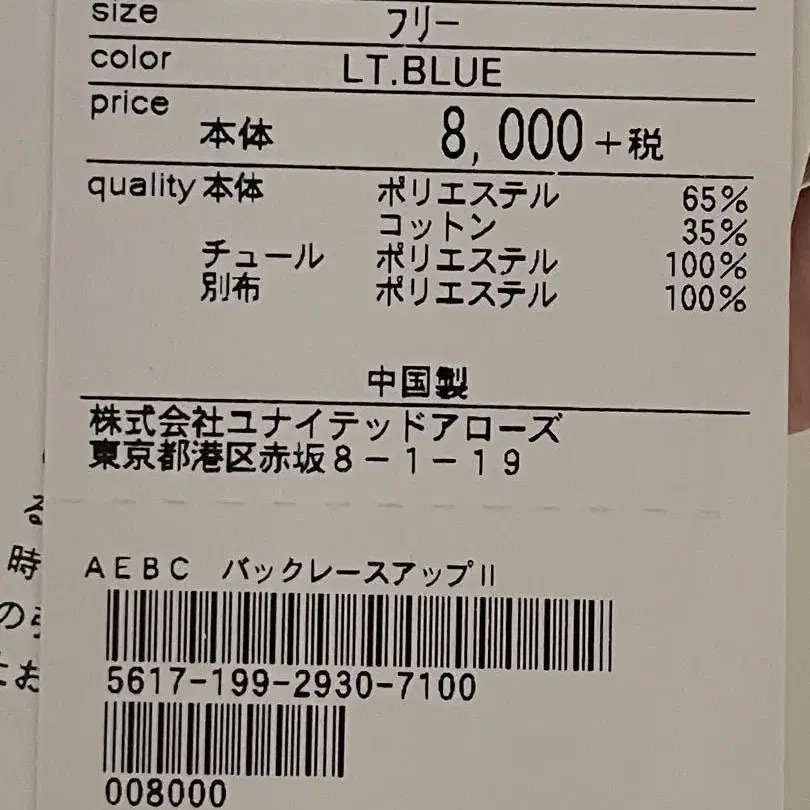 size フリー
color LT.BLUE
price 本体 8,000+税
quality 本体 ポリエステル 65%
コットン 35%
チュール ポリエステル 100%
別布 ポリエステル 100%
中国製
株式会社ユナイテッドアローズ
東京都港区赤坂8-1-19
る
時
の
お
AEBC バックレースアップII
5617-199-2930-7100
008000